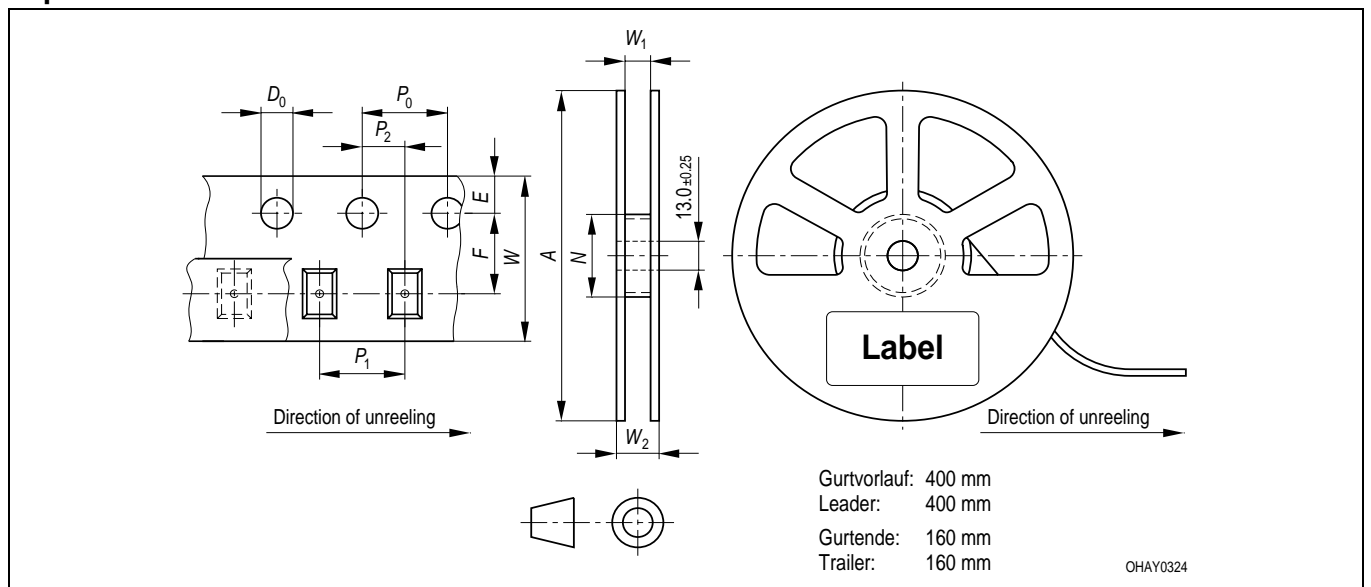 W₁
D₀
P₀
P₂
E
F
W
A
N
13.0 ±0.25
Label
P₁
Direction of unreeling
W₂
Direction of unreeling
Gurtvorlauf: 400 mm
Leader: 400 mm
Gurtende: 160 mm
Trailer: 160 mm
OHAY0324